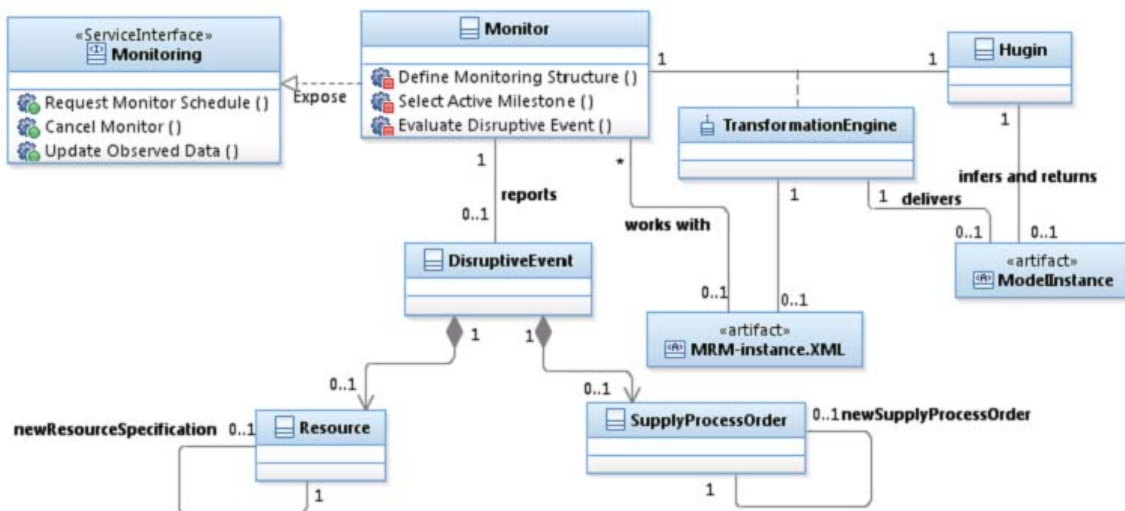 «ServiceInterface»
Monitoring
Request Monitor Schedule ()
Cancel Monitor ()
Update Observed Data ()
Expose
Monitor
Define Monitoring Structure ()
Select Active Milestone ()
Evaluate Disruptive Event ()
1
1
Hugin
TransformationEngine
1
reports
0..1
*
works with
0..1
1
0..1
1
delivers
0..1
1
infers and returns
0..1
«artifact»
ModelInstance
DisruptiveEvent
«artifact»
MRM-instance.XML
1
1
0..1
0..1
newResourceSpecification
0..1
Resource
1
SupplyProcessOrder
0..1
newSupplyProcessOrder
1